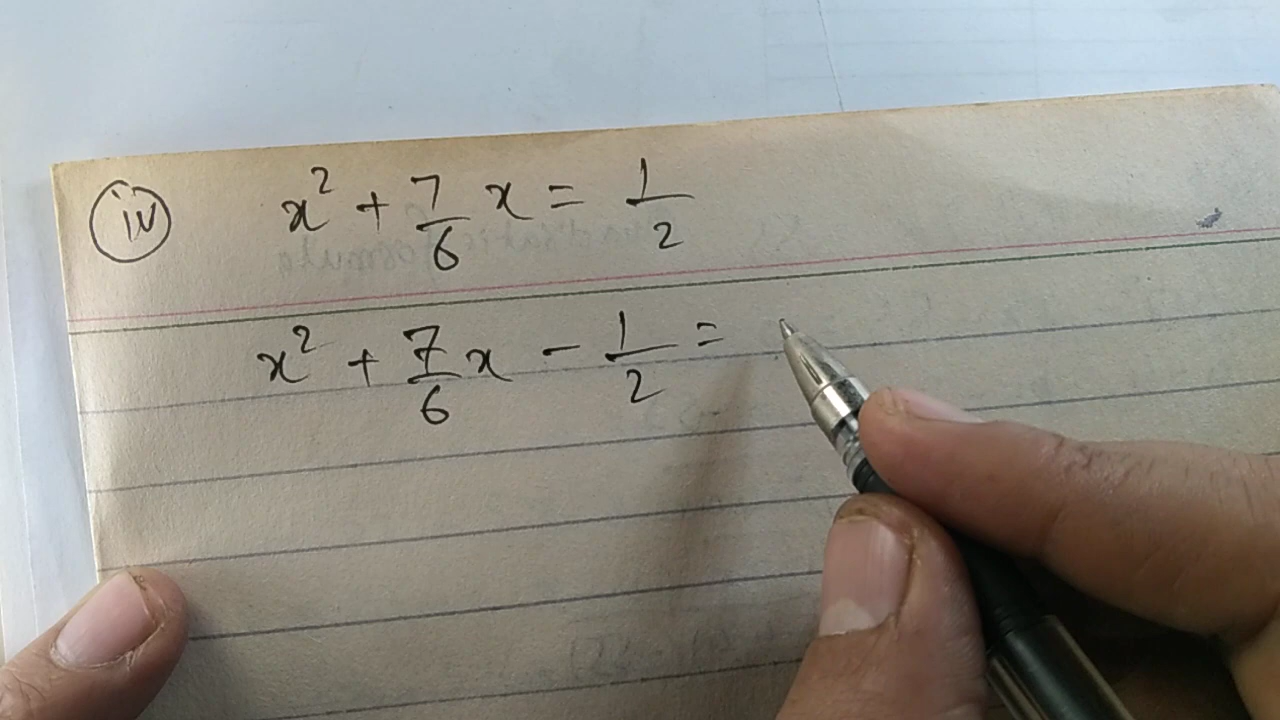 (iv) x² + 7/6 x = 1/2
x² + 7/6 x - 1/2 =